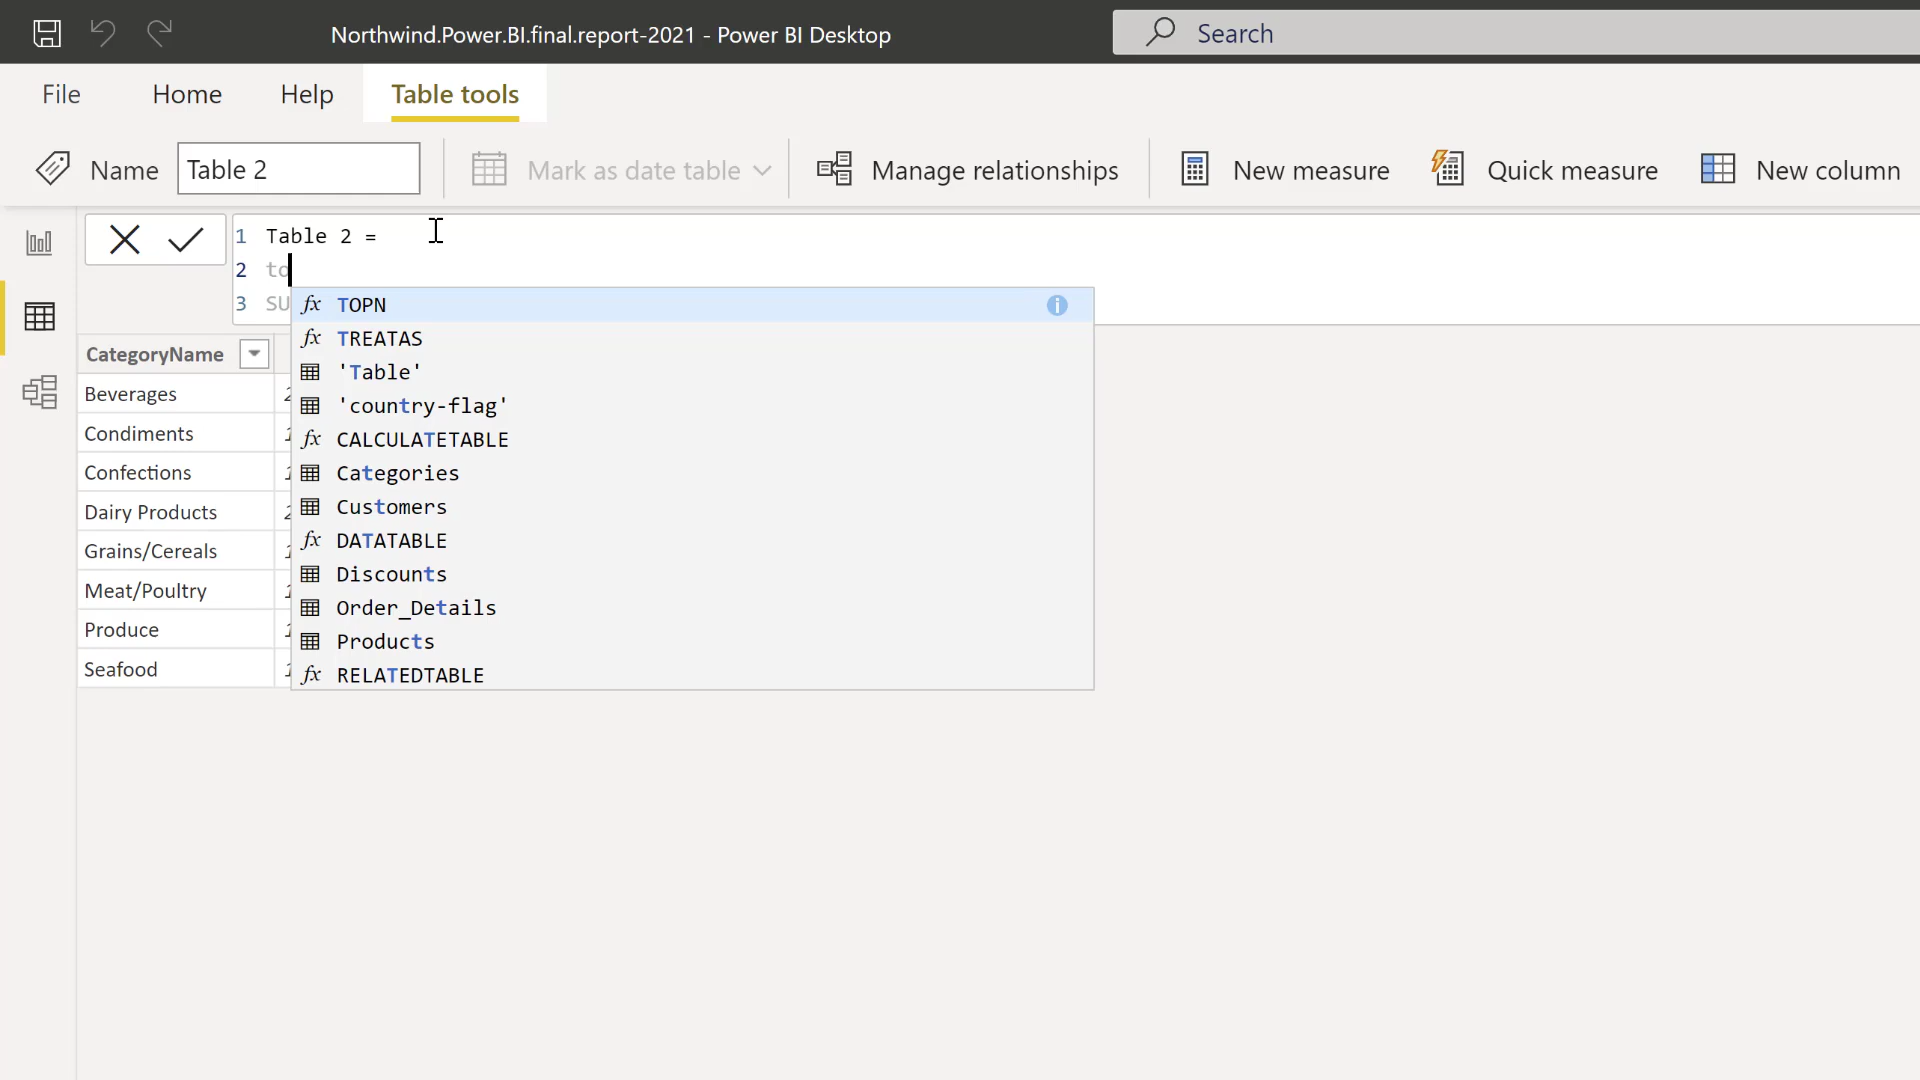 Northwind.Power.BI.final.report-2021 - Power BI Desktop
Search
File Home Help Table tools
Name Table 2 Mark as date table Manage relationships New measure Quick measure New column
1 Table 2 =
2 to
3 SU
TOPN
TREATAS
'Table'
'country-flag'
CALCULATETABLE
Categories
Customers
DATATABLE
Discounts
Order_Details
Products
RELATEDTABLE
CategoryName
Beverages
Condiments
Confections
Dairy Products
Grains/Cereals
Meat/Poultry
Produce
Seafood